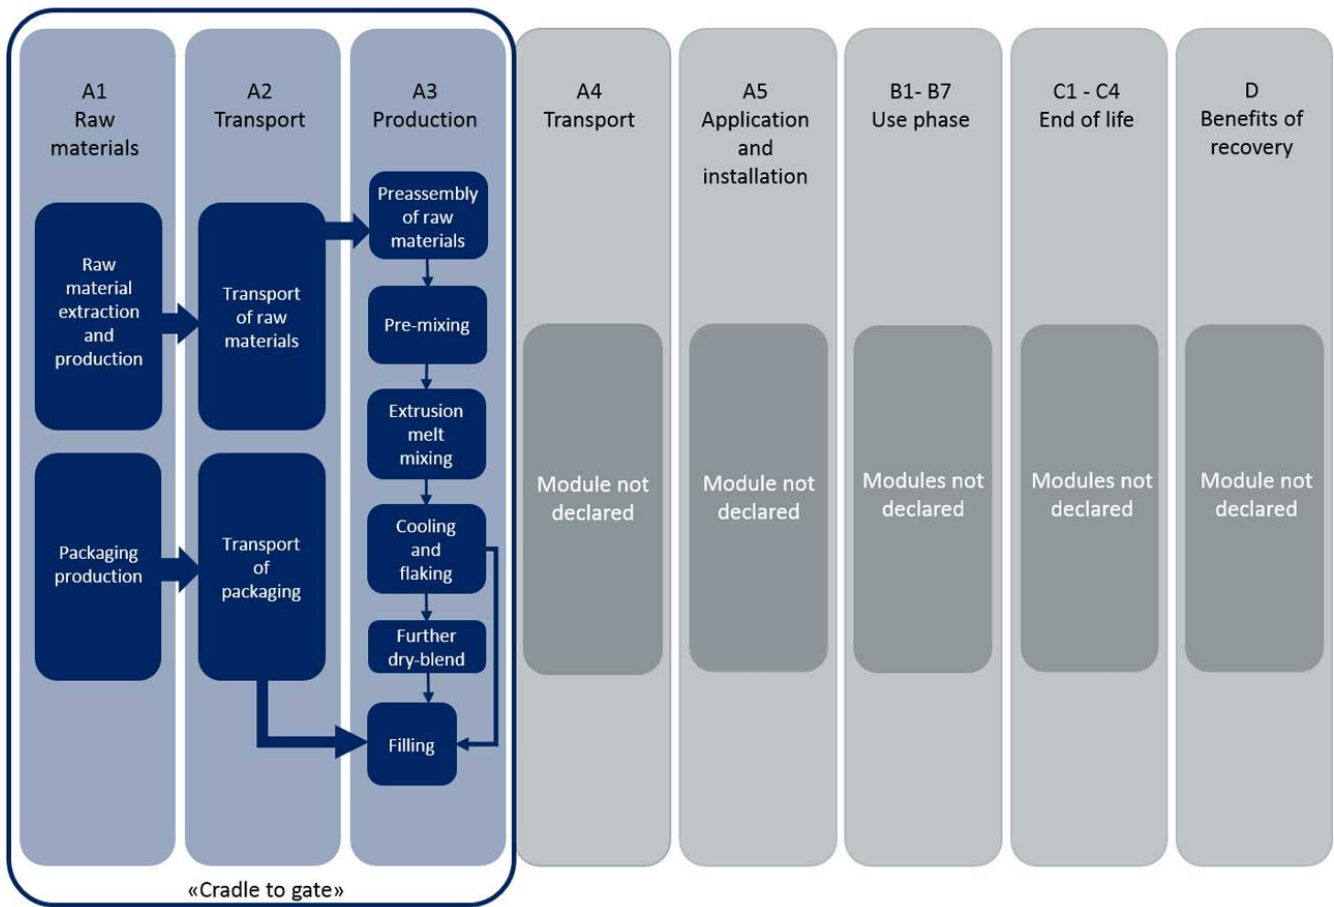 A1
Raw
materials
Raw
material
extraction
and
production
Packaging
production
A2
Transport
Transport
of raw
materials
Transport
of
packaging
A3
Production
Preassembly
of raw
materials
Pre-mixing
Extrusion
melt
mixing
Cooling
and
flaking
Further
dry-blend
Filling
«Cradle to gate»
A4
Transport
Module not
declared
A5
Application
and
installation
Module not
declared
B1- B7
Use phase
Modules not
declared
C1 - C4
End of life
Modules not
declared
D
Benefits of
recovery
Module not
declared